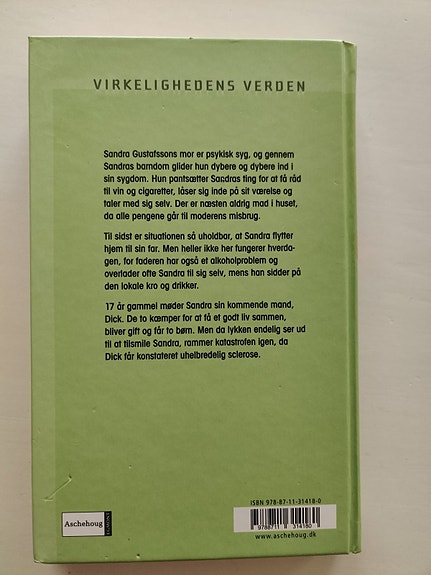 VIRKELIGHEDENS VERDEN
Sandra Gustafssons mor er psykisk syg, og gennem
Sandras barndom glider hun dybere og dybere ind i
sin sygdom. Hun pantsætter Sandras ting for at få råd
til vin og cigaretter, låser sig inde på sit værelse og
taler med sig selv. Der er næsten aldrig mad i huset,
da alle pengene går til moderens misbrug.
Til sidst er situationen så uholdbar, at Sandra flytter
hjem til sin far. Men heller ikke her fungerer hverda-
gen, for faderen har også et alkoholproblem og
overlader ofte Sandra til sig selv, mens han sidder på
den lokale kro og drikker.
17 år gammel møder Sandra sin kommende mand,
Dick. De to kæmper for at få et godt liv sammen,
bliver gift og får to børn. Men da lykken endelig ser ud
til at tilsmile Sandra, rammer katastrofen igen, da
Dick får konstateret uhelbredelig sclerose.
ISBN 978-87-11-31418-0
9788711 314180
www.aschehoug.dk
Aschehoug
EGMONT